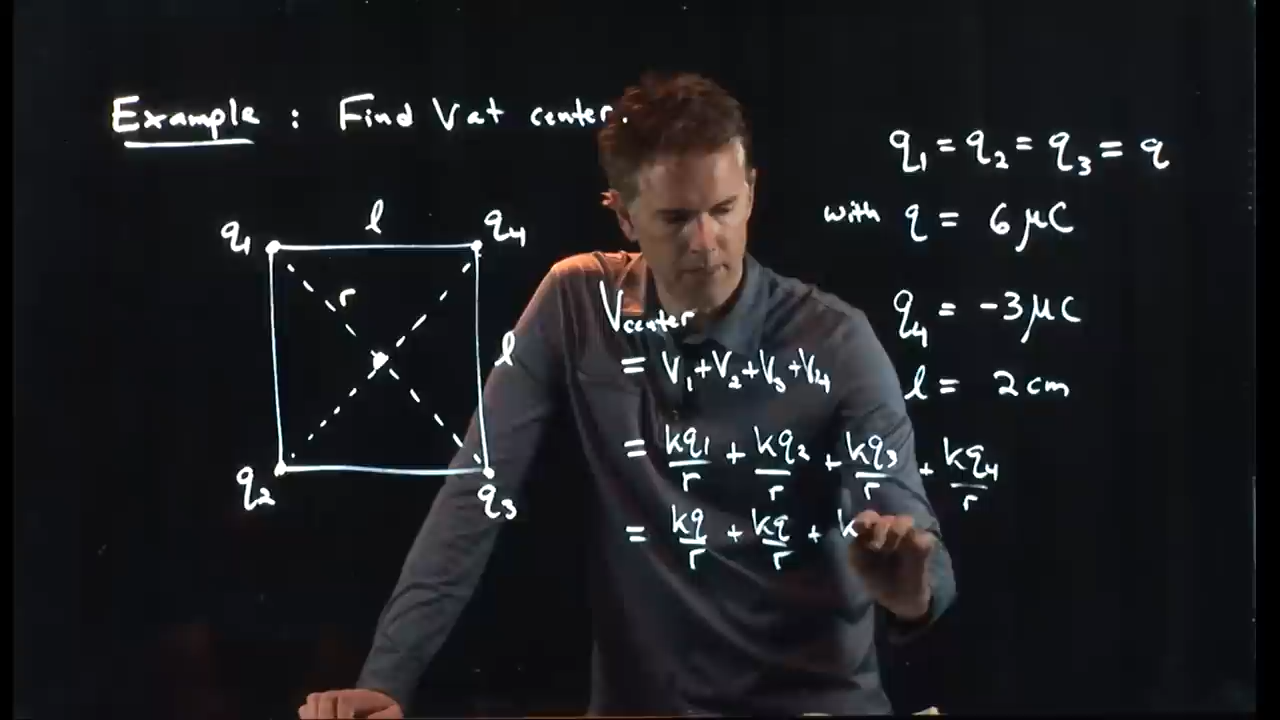 Example : Find V at center.
q₁ = q₂ = q₃ = q
with q = 6 μC
q₄ = -3 μC
l = 2 cm
q₁
l
q₄
r
l
q₂
q₃
V_center
= V₁ + V₂ + V₃ + V₄
= kq₁/r + kq₂/r + kq₃/r + kq₄/r
= kq/r + kq/r + k